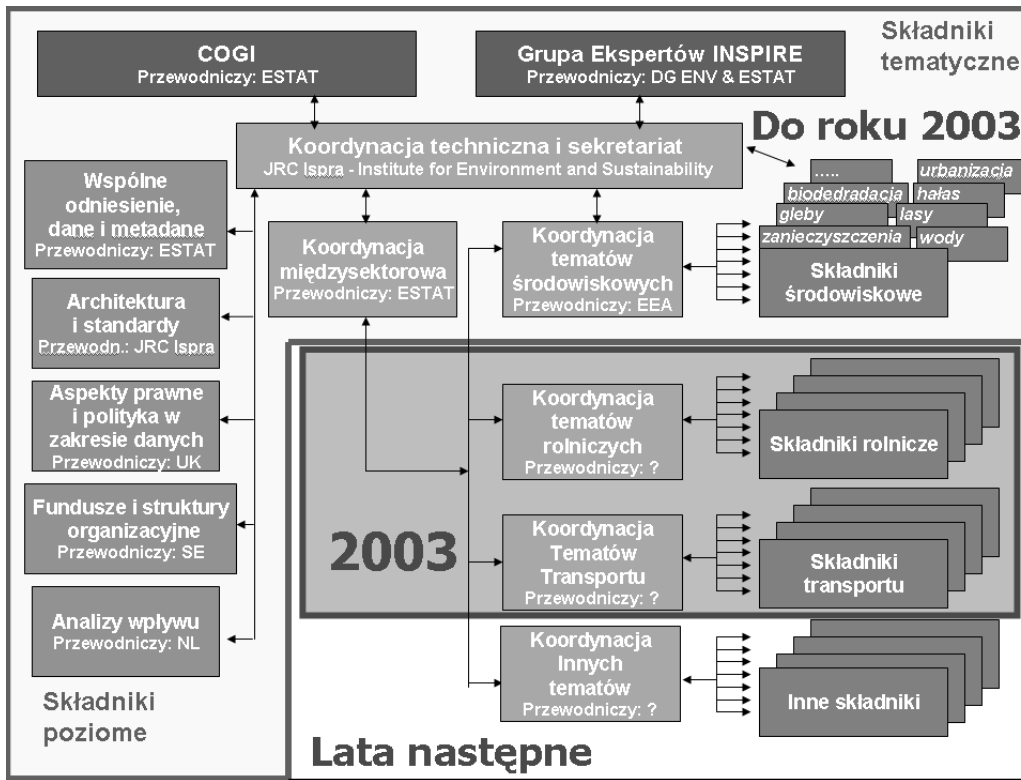 COGI
Przewodniczy: ESTAT
Grupa Ekspertów INSPIRE
Przewodniczy: DG ENV & ESTAT
Składniki
tematyczne
Koordynacja techniczna i sekretariat
JRC Ispra - Institute for Environment and Sustainability
Do roku 2003
Wspólne
odniesienie,
dane i metadane
Przewodniczy: ESTAT
Architektura
i standardy
Przewodn.: JRC Ispra
Aspekty prawne
i polityka w
zakresie danych
Przewodniczy: UK
Fundusze i struktury
organizacyjne
Przewodniczy: SE
Analizy wpływu
Przewodniczy: NL
Składniki
poziome
Koordynacja
międzysektorowa
Przewodniczy: ESTAT
Koordynacja
tematów
środowiskowych
Przewodniczy: EEA
.....
urbanizacja
biodedradacja
hałas
gleby
lasy
zanieczyszczenia
wody
Składniki
środowiskowe
Koordynacja
tematów
rolniczych
Przewodniczy: ?
Składniki rolnicze
2003
Koordynacja
Tematów
Transportu
Przewodniczy: ?
Składniki
transportu
Koordynacja
Innych
tematów
Przewodniczy: ?
Inne składniki
Lata następne